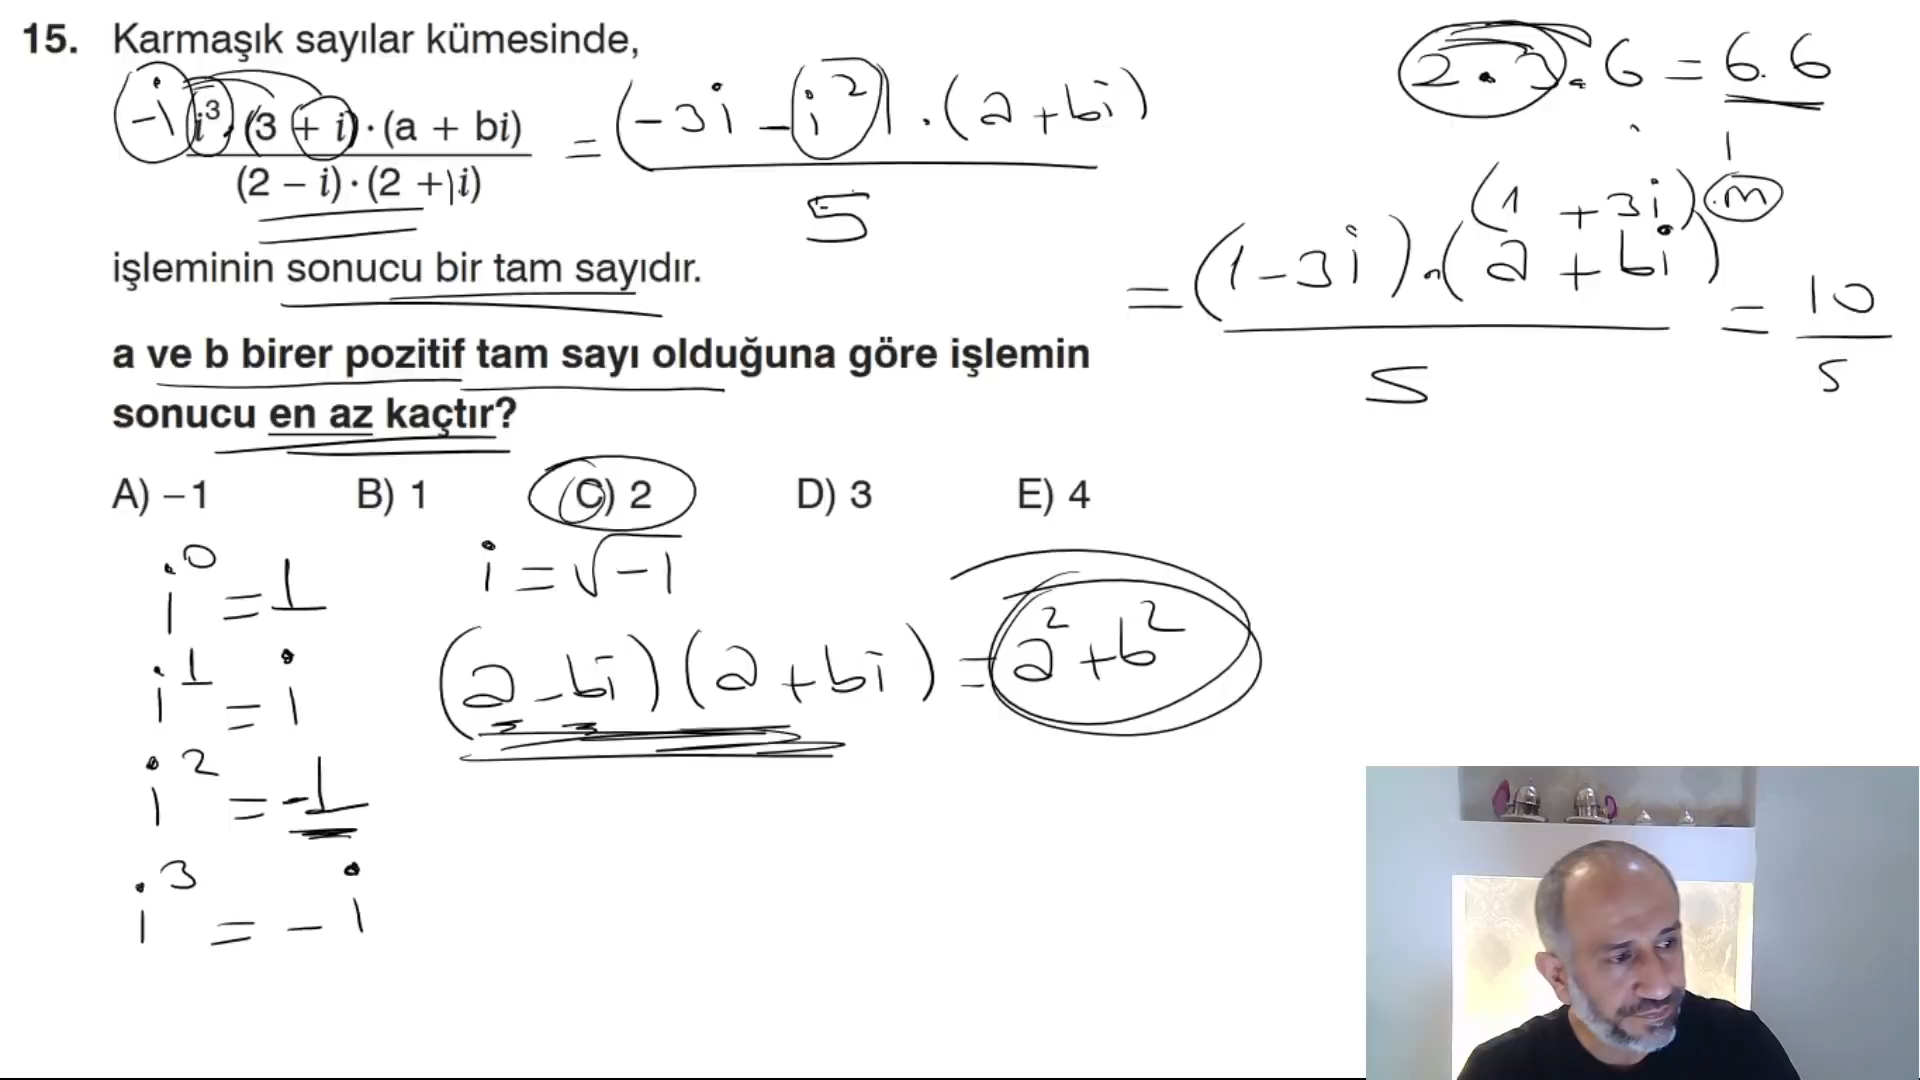 15. Karmaşık sayılar kümesinde,
-i i³·(3 + i)·(a + bi)
(2 – i)·(2 + i)
= (-3i - i²)·(a + bi)
5
işleminin sonucu bir tam sayıdır.
a ve b birer pozitif tam sayı olduğuna göre işlemin
sonucu en az kaçtır?
A) –1 B) 1 C) 2 D) 3 E) 4
2·3·6 = 6.6
1
(1 + 3i).m
= (1-3i)·(a + bi)
5
= 10
5
i⁰ = 1
i¹ = i
i² = -1
i³ = - i
i = √-1
(a - bi)(a + bi) = a² + b²